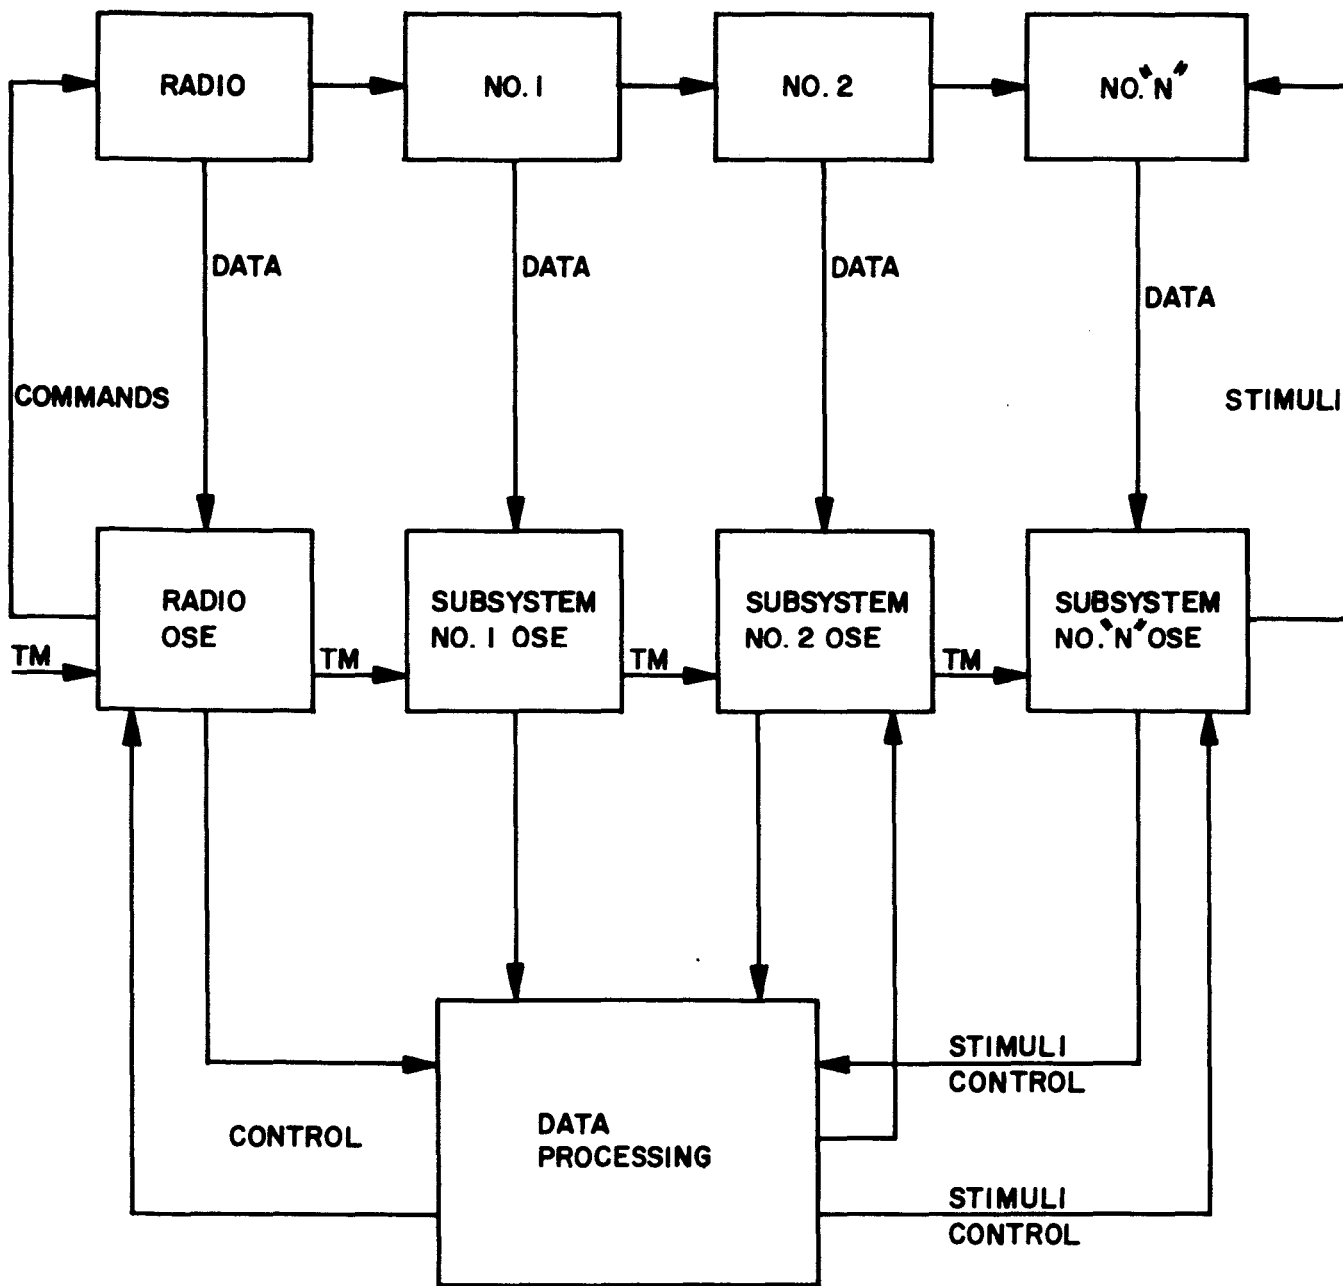 RADIO
NO. 1
NO. 2
NO. "N"
DATA
DATA
DATA
DATA
COMMANDS
STIMULI
RADIO
OSE
SUBSYSTEM
NO. 1 OSE
SUBSYSTEM
NO. 2 OSE
SUBSYSTEM
NO. "N" OSE
TM
TM
TM
TM
STIMULI
CONTROL
CONTROL
DATA
PROCESSING
STIMULI
CONTROL